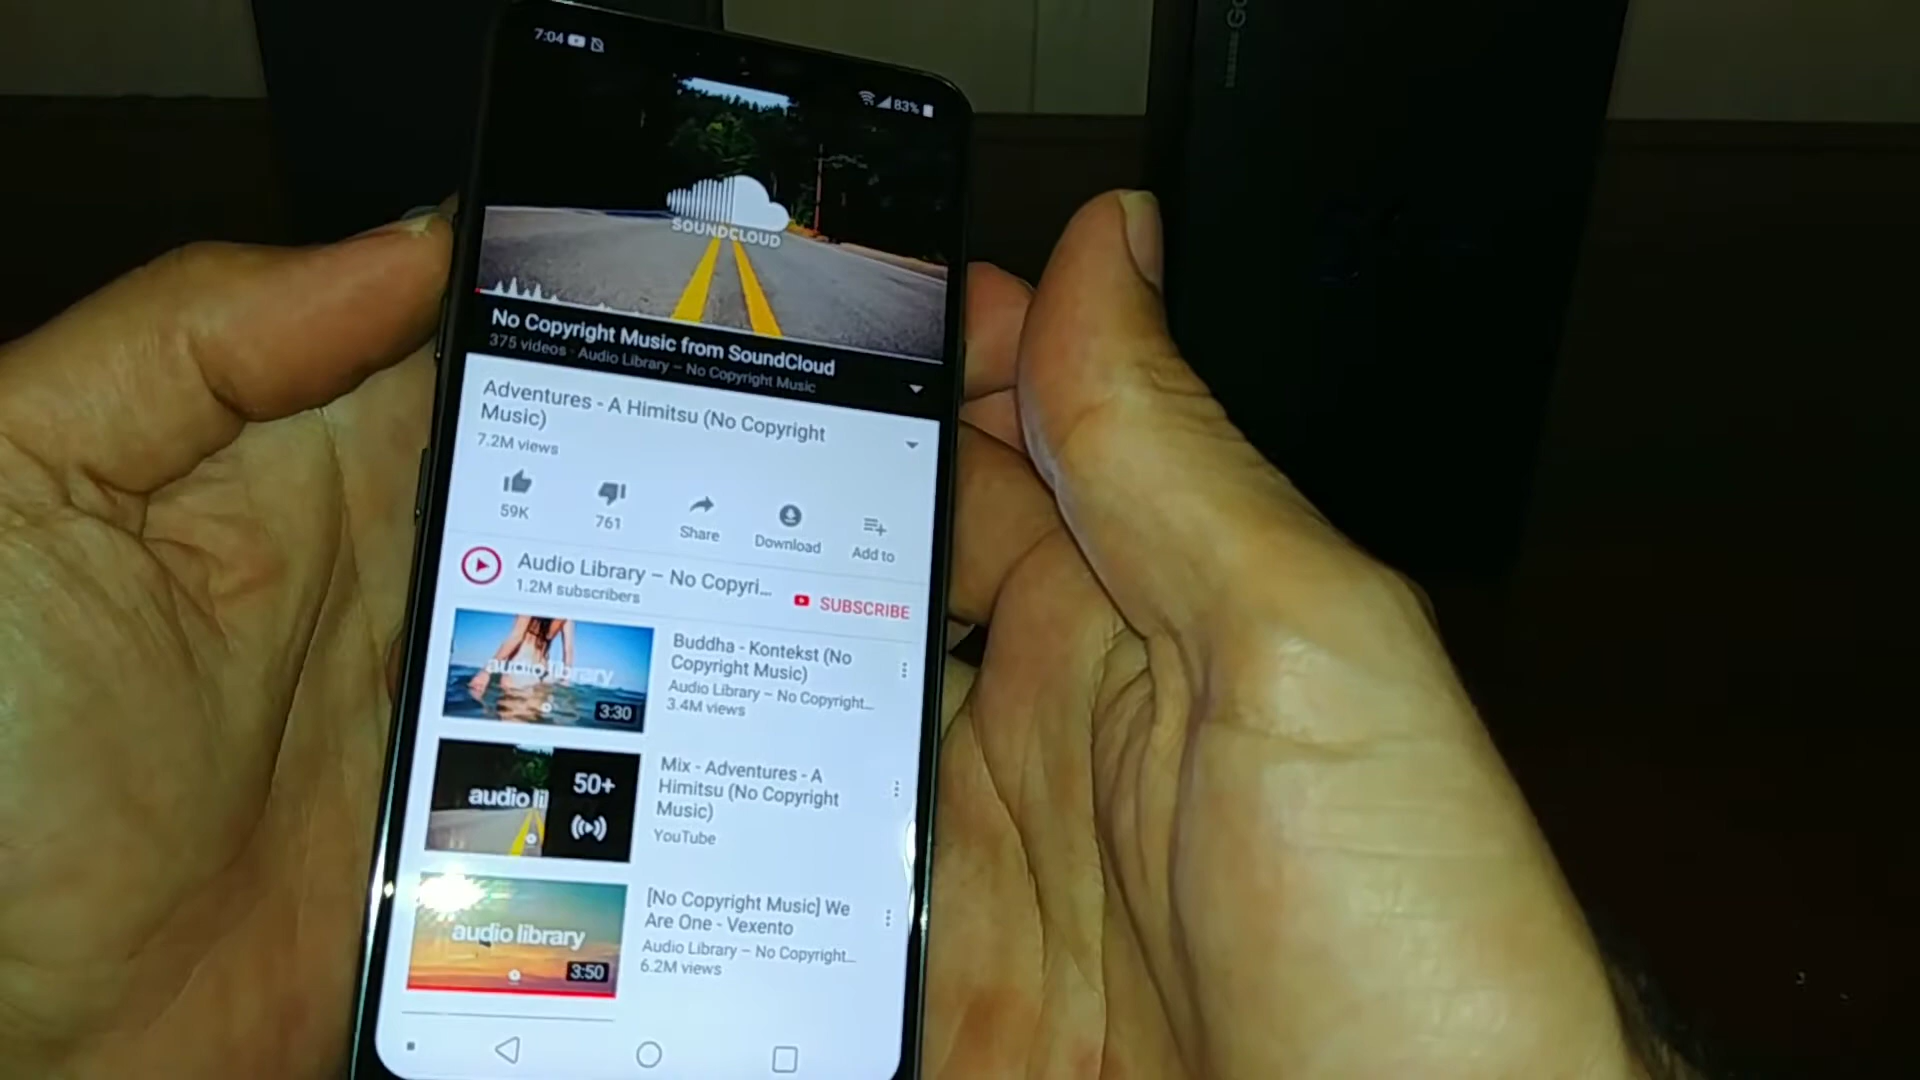 7:04
83%
SOUNDCLOUD
No Copyright Music from SoundCloud
375 videos · Audio Library – No Copyright Music
Adventures - A Himitsu (No Copyright
Music)
7.2M views
59K
761
Share
Download
Add to
Audio Library – No Copyri...
1.2M subscribers
SUBSCRIBE
audio library
3:30
Buddha - Kontekst (No
Copyright Music)
Audio Library – No Copyright...
3.4M views
audio li
50+
Mix - Adventures - A
Himitsu (No Copyright
Music)
YouTube
audio library
3:50
[No Copyright Music] We
Are One - Vexento
Audio Library – No Copyright...
6.2M views